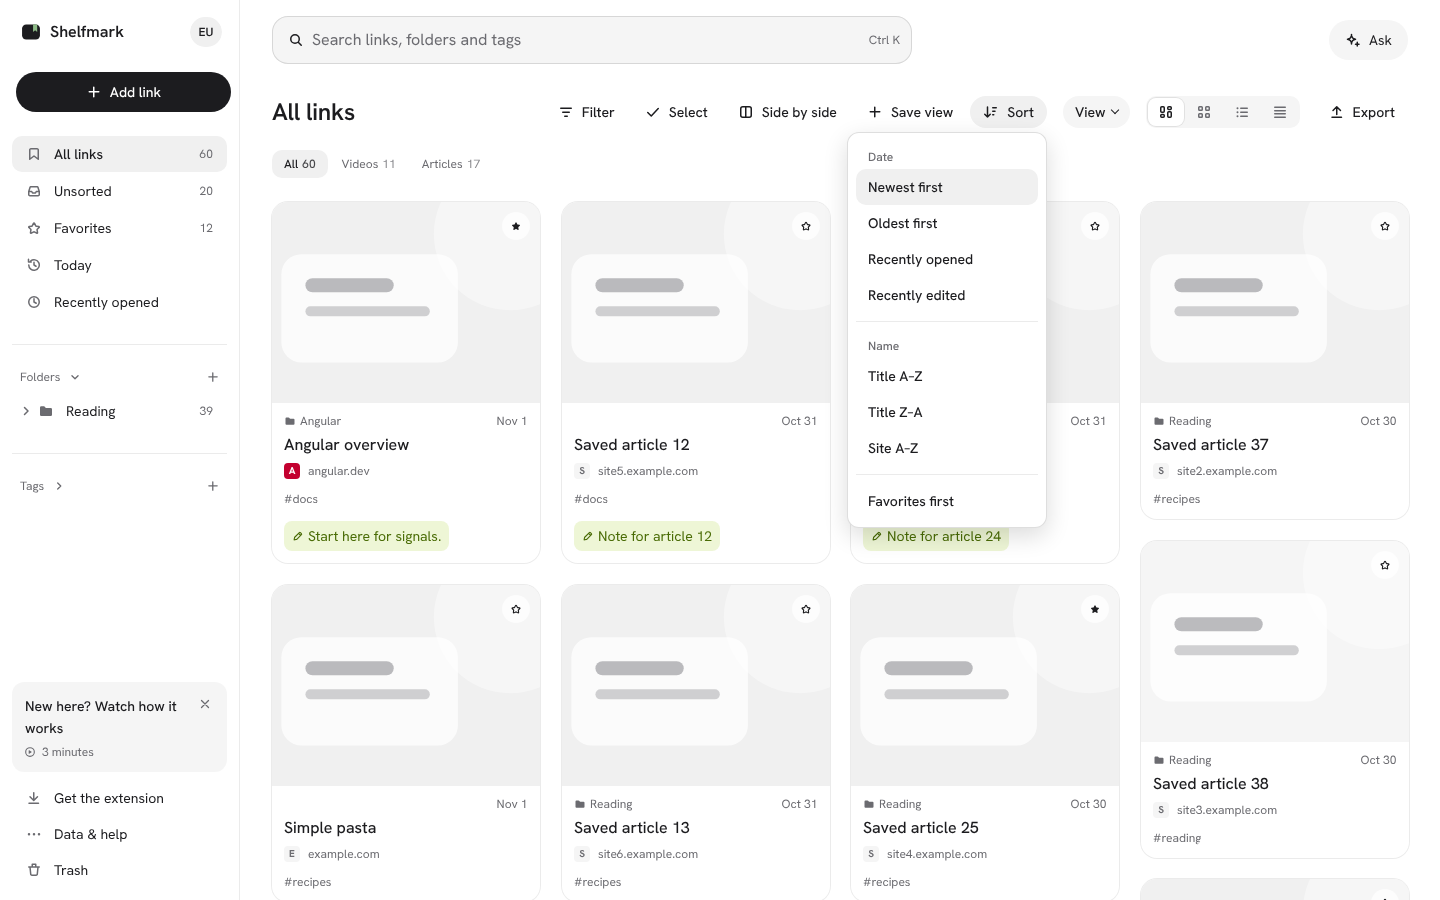 Shelfmark
EU
Add link
All links 60
Unsorted 20
Favorites 12
Today
Recently opened
Folders
Reading 39
Tags
New here? Watch how it
works
3 minutes
Get the extension
Data & help
Trash
Search links, folders and tags
Ctrl K
Ask
All links
Filter
Select
Side by side
Save view
Sort
View
Export
All 60
Videos 11
Articles 17
Date
Newest first
Oldest first
Recently opened
Recently edited
Name
Title A–Z
Title Z–A
Site A–Z
Favorites first
Angular
Nov 1
Angular overview
A
angular.dev
#docs
Start here for signals.
Oct 31
Saved article 12
S
site5.example.com
#docs
Note for article 12
Oct 31
Note for article 24
Reading
Oct 30
Saved article 37
S
site2.example.com
#recipes
Nov 1
Simple pasta
E
example.com
#recipes
Reading
Oct 31
Saved article 13
S
site6.example.com
#recipes
Reading
Oct 30
Saved article 25
S
site4.example.com
#recipes
Reading
Oct 30
Saved article 38
S
site3.example.com
#reading